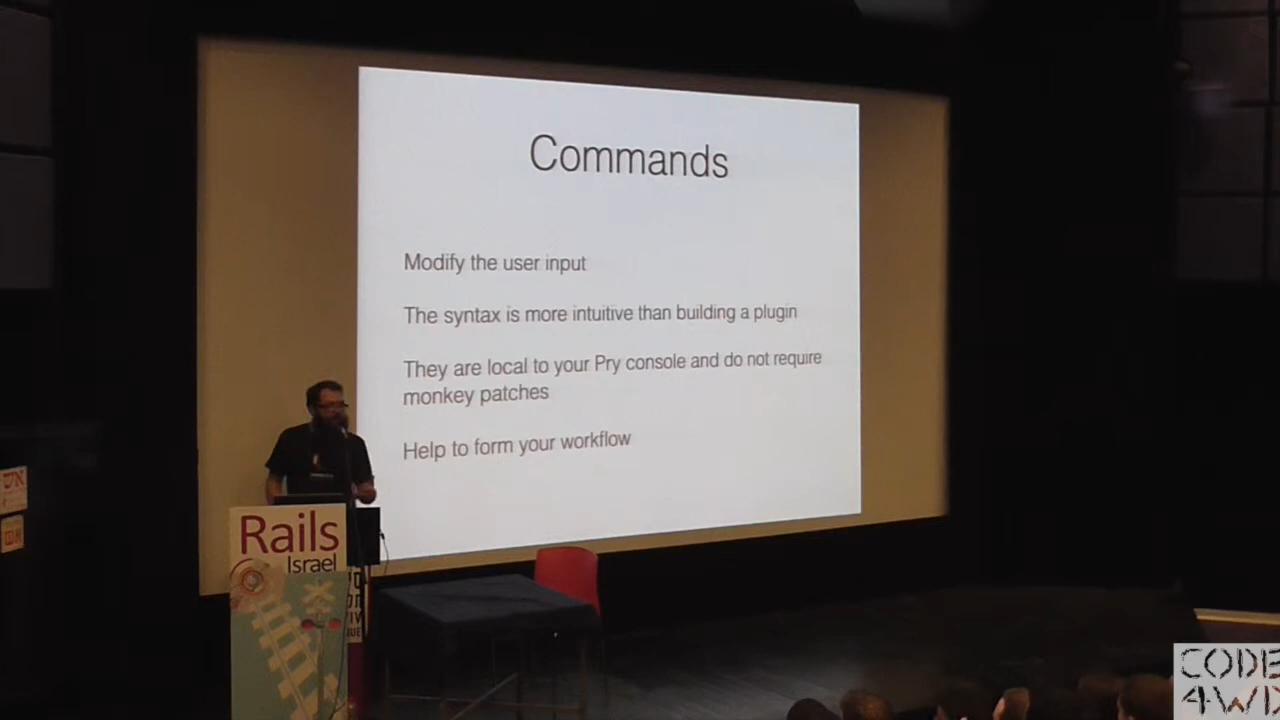 Commands
Modify the user input
The syntax is more intuitive than building a plugin
They are local to your Pry console and do not require
monkey patches
Help to form your workflow
Rails
Israel
CODE